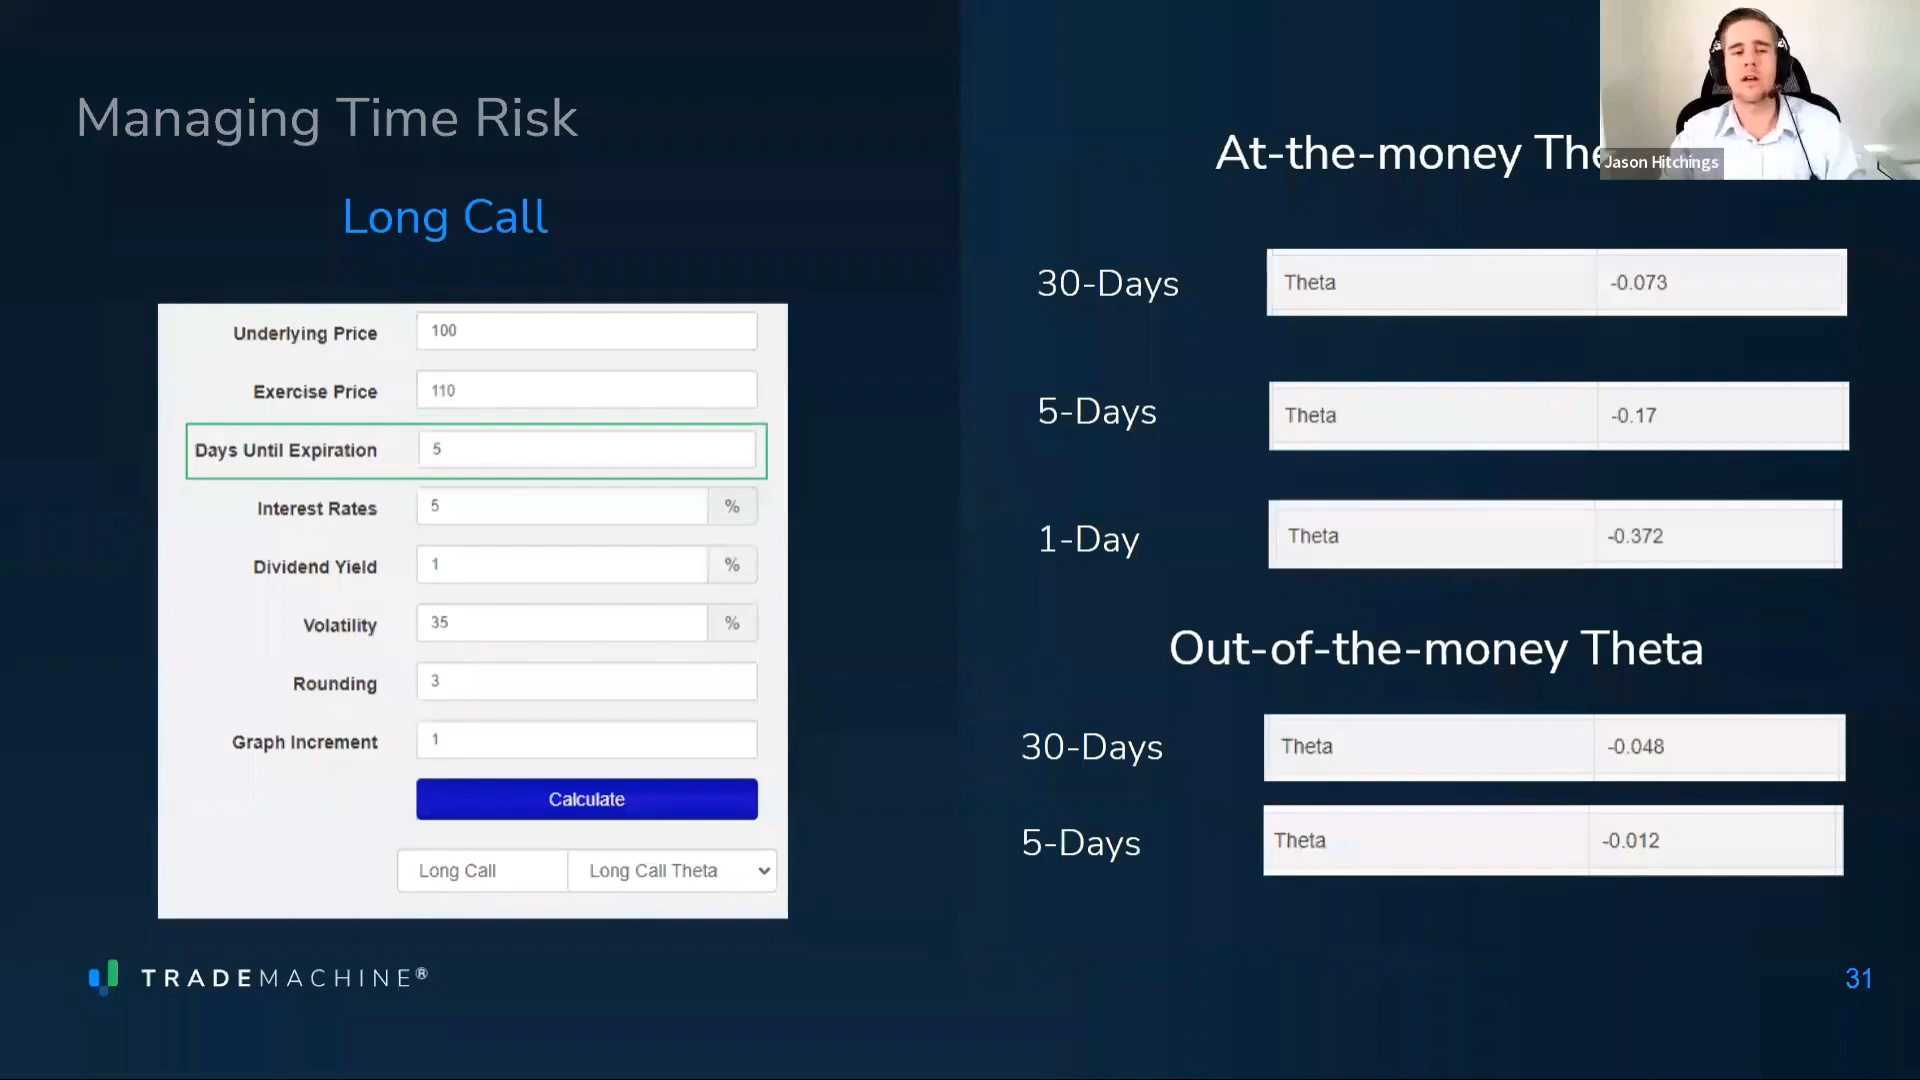 Managing Time Risk
Long Call
Underlying Price 100
Exercise Price 110
Days Until Expiration 5
Interest Rates 5 %
Dividend Yield 1 %
Volatility 35 %
Rounding 3
Graph Increment 1
Calculate
Long Call Long Call Theta
TRADEMACHINE®
At-the-money The
Jason Hitchings
30-Days Theta -0.073
5-Days Theta -0.17
1-Day Theta -0.372
Out-of-the-money Theta
30-Days Theta -0.048
5-Days Theta -0.012
31